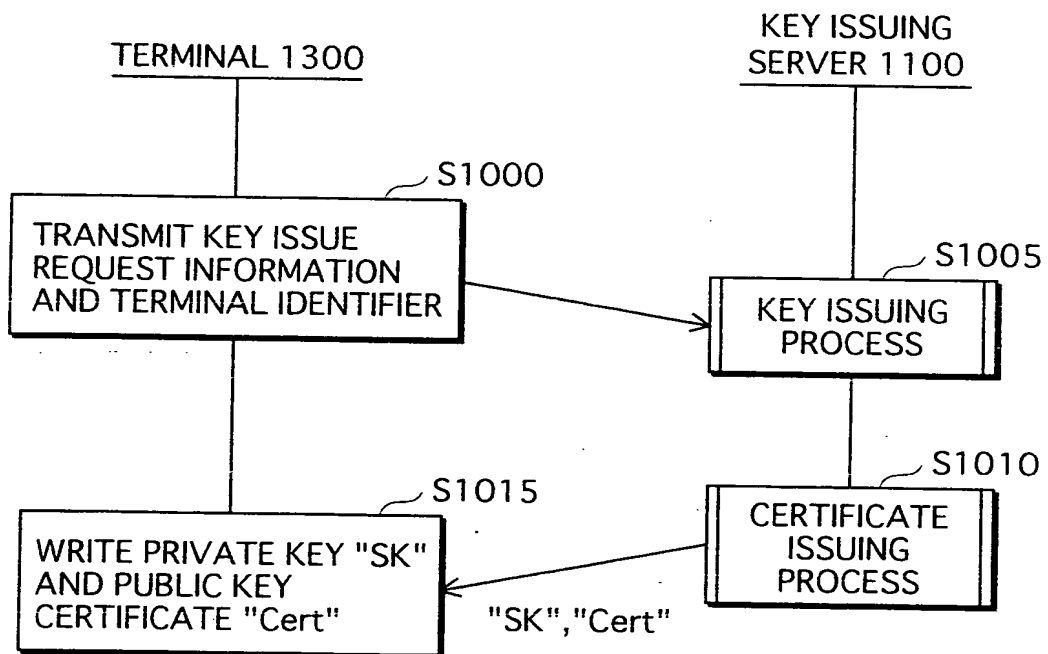 TERMINAL 1300
KEY ISSUING
SERVER 1100
S1000
TRANSMIT KEY ISSUE
REQUEST INFORMATION
AND TERMINAL IDENTIFIER
S1005
KEY ISSUING
PROCESS
S1010
CERTIFICATE
ISSUING
PROCESS
S1015
WRITE PRIVATE KEY "SK"
AND PUBLIC KEY
CERTIFICATE "Cert"
"SK","Cert"